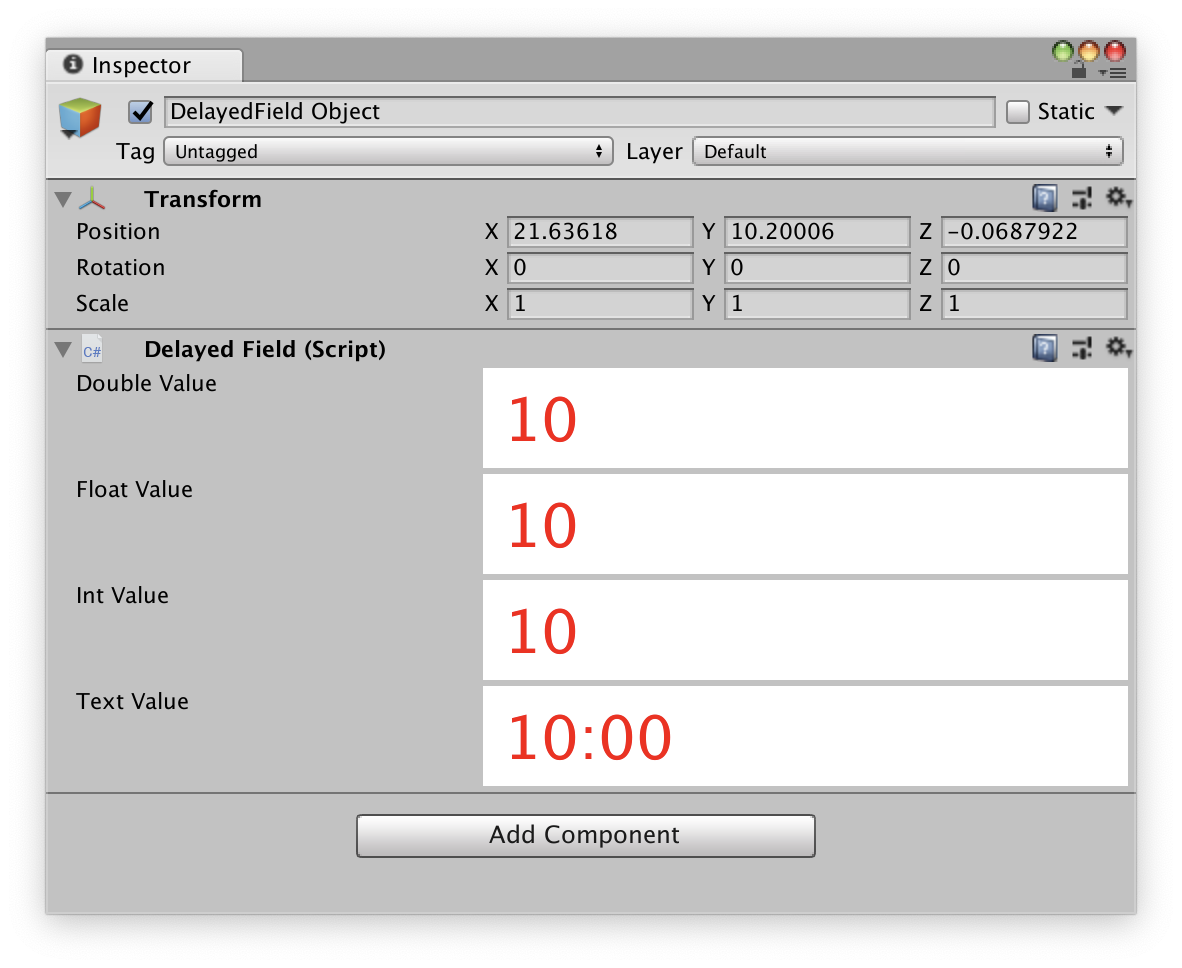 Inspector
DelayedField Object Static
Tag Untagged Layer Default
Transform
Position X 21.63618 Y 10.20006 Z -0.0687922
Rotation X 0 Y 0 Z 0
Scale X 1 Y 1 Z 1
C# Delayed Field (Script)
Double Value 10
Float Value 10
Int Value 10
Text Value 10:00
Add Component